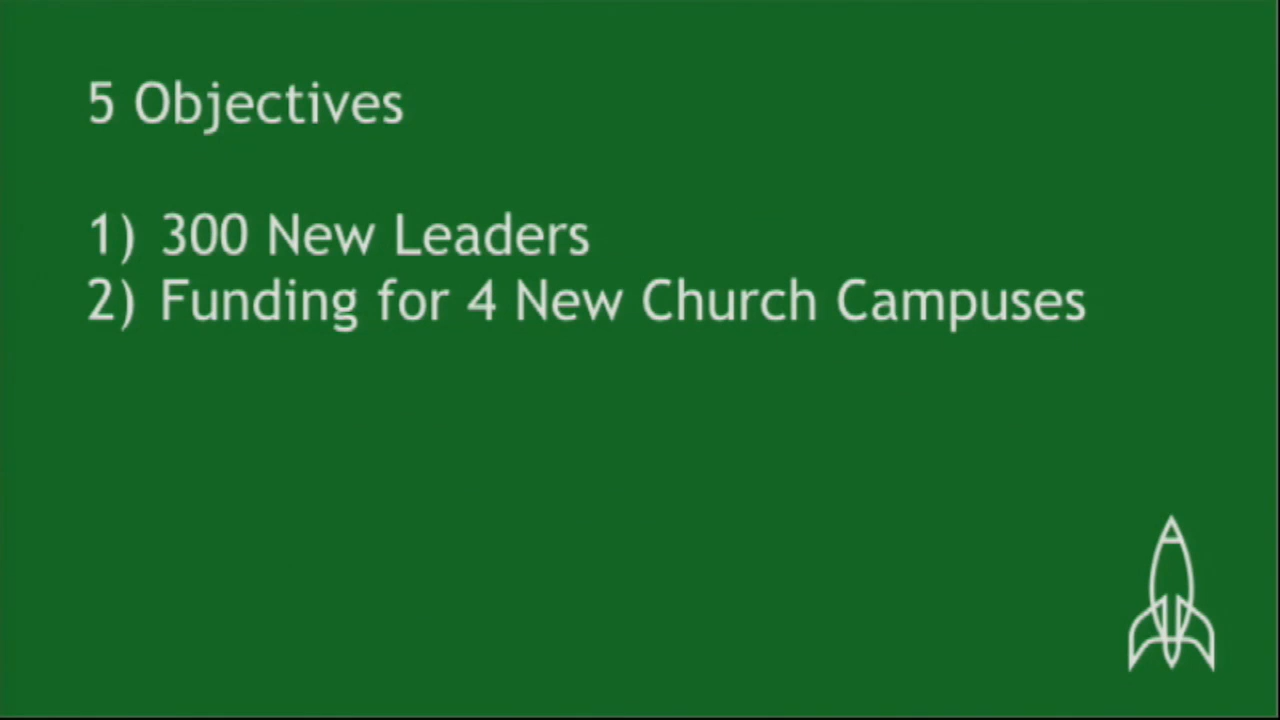 5 Objectives
1) 300 New Leaders
2) Funding for 4 New Church Campuses